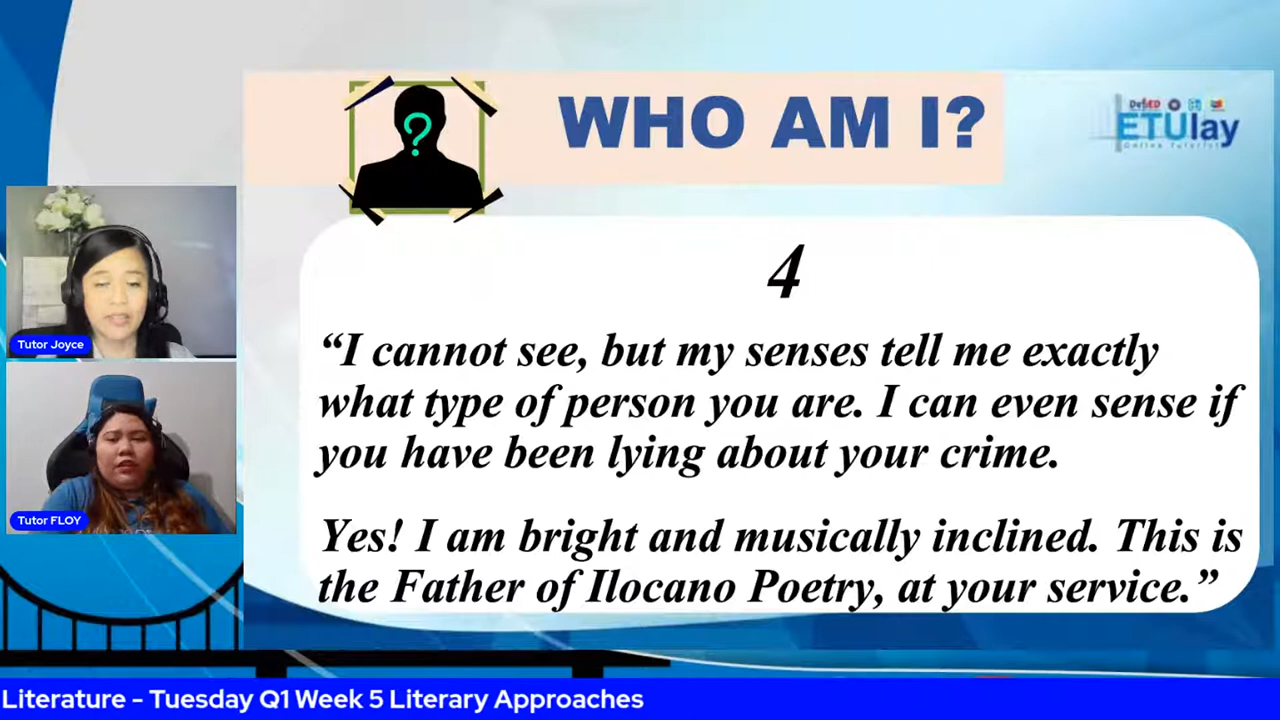 WHO AM I?
?
DepED
ETUlay
Online Tutorial
4
“I cannot see, but my senses tell me exactly
what type of person you are. I can even sense if
you have been lying about your crime.
Yes! I am bright and musically inclined. This is
the Father of Ilocano Poetry, at your service.”
Tutor Joyce
Tutor FLOY
Literature - Tuesday Q1 Week 5 Literary Approaches